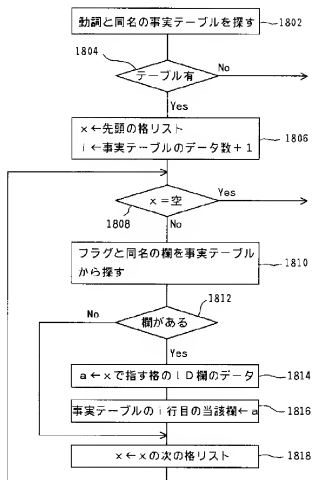 動詞と同名の事実テーブルを探す
1802
1804
テーブル有
No
Yes
x←先頭の格リスト
i←事実テーブルのデータ数+1
1806
x=空
Yes
1808
No
フラグと同名の欄を事実テーブル
から探す
1810
1812
No
欄がある
Yes
a←xで指す格のID欄のデータ
1814
事実テーブルのi行目の当該欄←a
1816
x←xの次の格リスト
1818